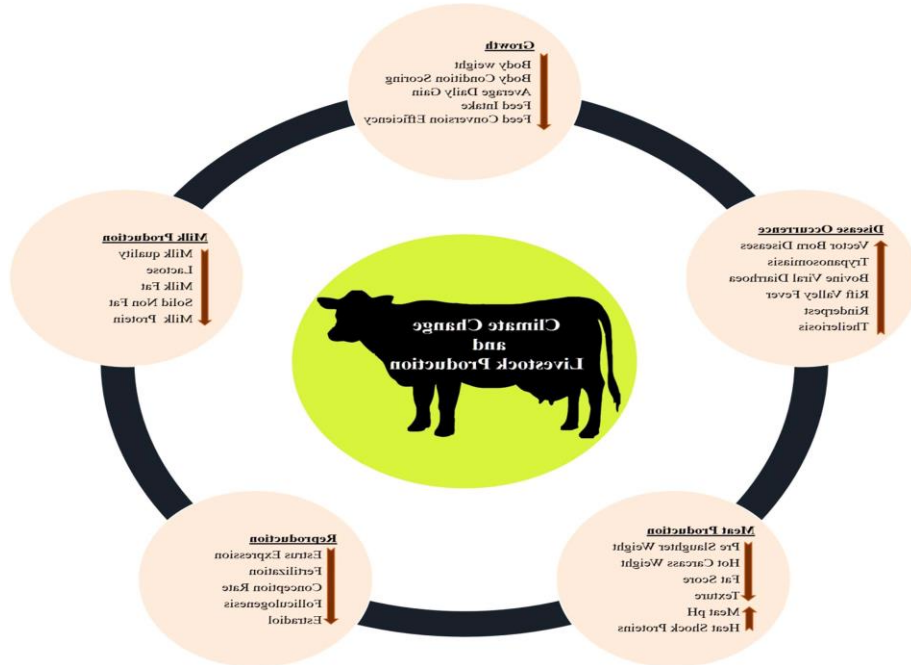 Growth
Body weight
Body Condition Scoring
Average Daily Gain
Feed Intake
Feed Conversion Efficiency
Milk Production
Milk quality
Lactose
Milk Fat
Solid Non Fat
Milk Protein
Disease Occurrence
Vector Born Diseases
Trypanosomiasis
Bovine Viral Diarrhoea
Rift Valley Fever
Rinderpest
Theileriosis
Climate Change
and
Livestock Production
Reproduction
Estrus Expression
Fertilization
Conception Rate
Folliculogenesis
Estradiol
Meat Production
Pre Slaughter Weight
Hot Carcass Weight
Fat Score
Texture
Meat pH
Heat Shock Proteins